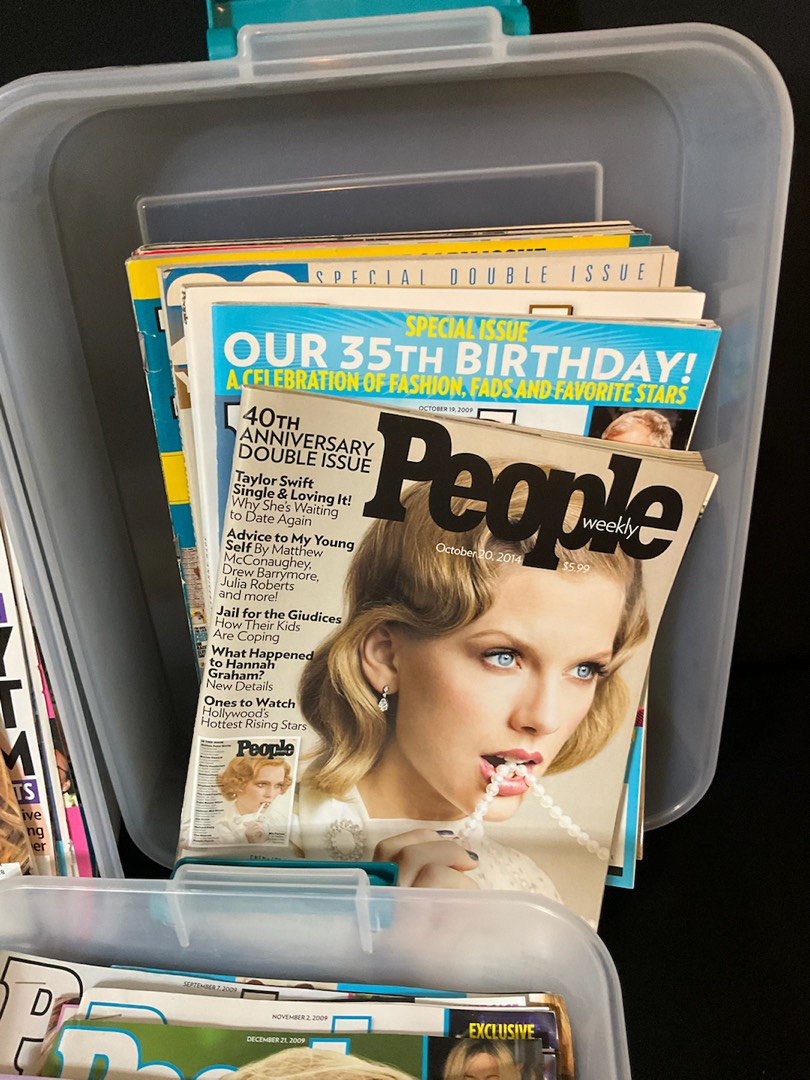 SPECIAL DOUBLE ISSUE
SPECIAL ISSUE
OUR 35TH BIRTHDAY!
A CELEBRATION OF FASHION, FADS AND FAVORITE STARS
OCTOBER 19, 2009
40TH
ANNIVERSARY
DOUBLE ISSUE
People
weekly
October 20, 2014
$5.99
Taylor Swift
Single & Loving It!
Why She's Waiting
to Date Again
Advice to My Young
Self By Matthew
McConaughey,
Drew Barrymore,
Julia Roberts
and more!
Jail for the Giudices
How Their Kids
Are Coping
What Happened
to Hannah
Graham?
New Details
Ones to Watch
Hollywood's
Hottest Rising Stars
People
SEPTEMBER 7, 2009
NOVEMBER 2, 2009
DECEMBER 21, 2009
EXCLUSIVE
People